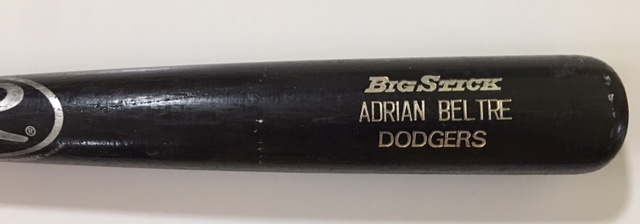 BIG STICK
ADRIAN BELTRE
DODGERS
R
®